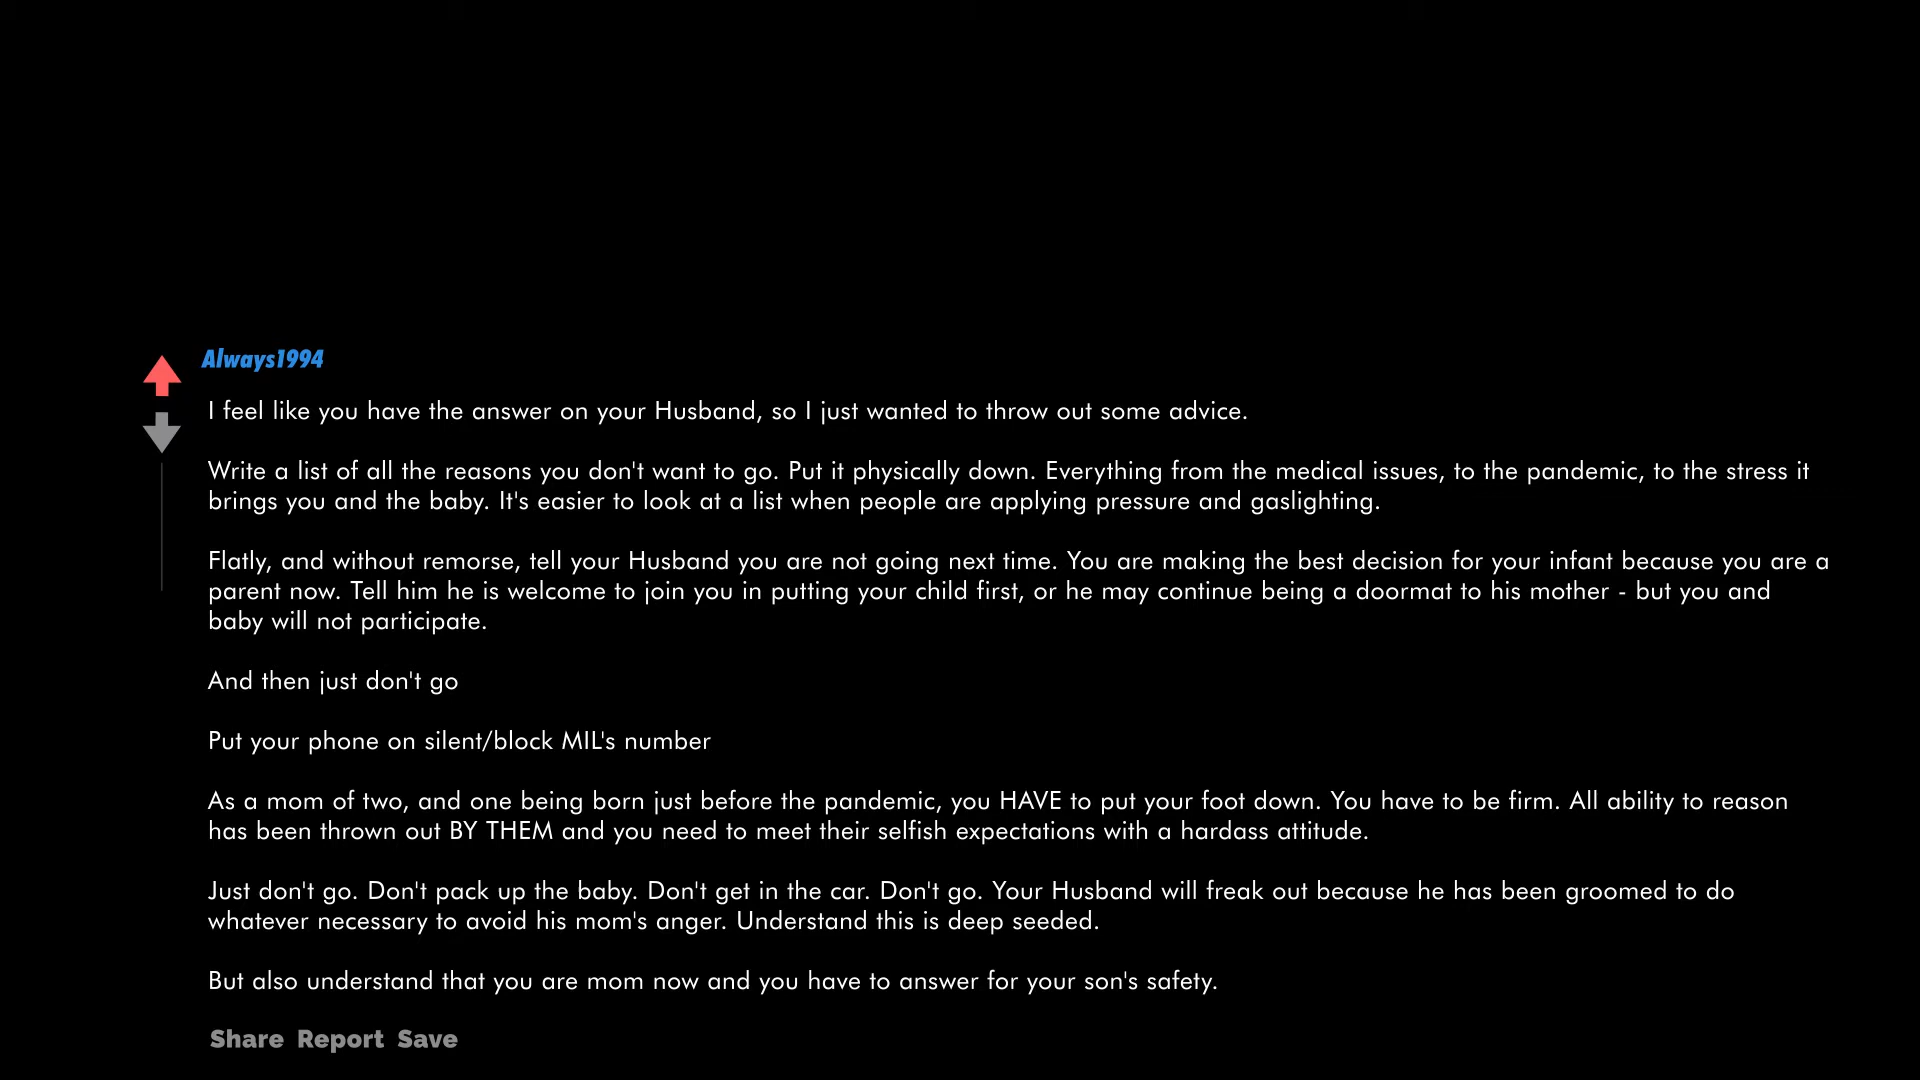 Always1994
I feel like you have the answer on your Husband, so I just wanted to throw out some advice.
Write a list of all the reasons you don't want to go. Put it physically down. Everything from the medical issues, to the pandemic, to the stress it
brings you and the baby. It's easier to look at a list when people are applying pressure and gaslighting.
Flatly, and without remorse, tell your Husband you are not going next time. You are making the best decision for your infant because you are a
parent now. Tell him he is welcome to join you in putting your child first, or he may continue being a doormat to his mother - but you and
baby will not participate.
And then just don't go
Put your phone on silent/block MIL's number
As a mom of two, and one being born just before the pandemic, you HAVE to put your foot down. You have to be firm. All ability to reason
has been thrown out BY THEM and you need to meet their selfish expectations with a hardass attitude.
Just don't go. Don't pack up the baby. Don't get in the car. Don't go. Your Husband will freak out because he has been groomed to do
whatever necessary to avoid his mom's anger. Understand this is deep seeded.
But also understand that you are mom now and you have to answer for your son's safety.
Share Report Save